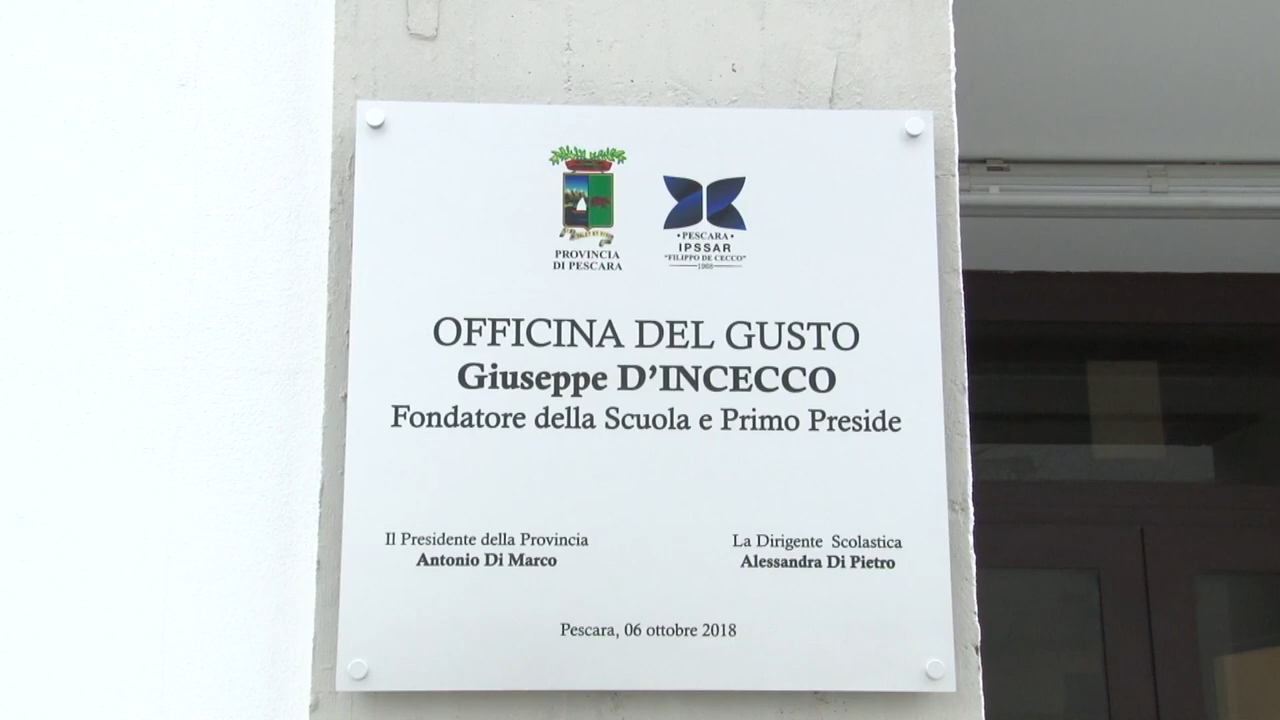 PROVINCIA
DI PESCARA
• PESCARA •
IPSSAR
"FILIPPO DE CECCO"
1968
OFFICINA DEL GUSTO
Giuseppe D'INCECCO
Fondatore della Scuola e Primo Preside
Il Presidente della Provincia
Antonio Di Marco
La Dirigente Scolastica
Alessandra Di Pietro
Pescara, 06 ottobre 2018